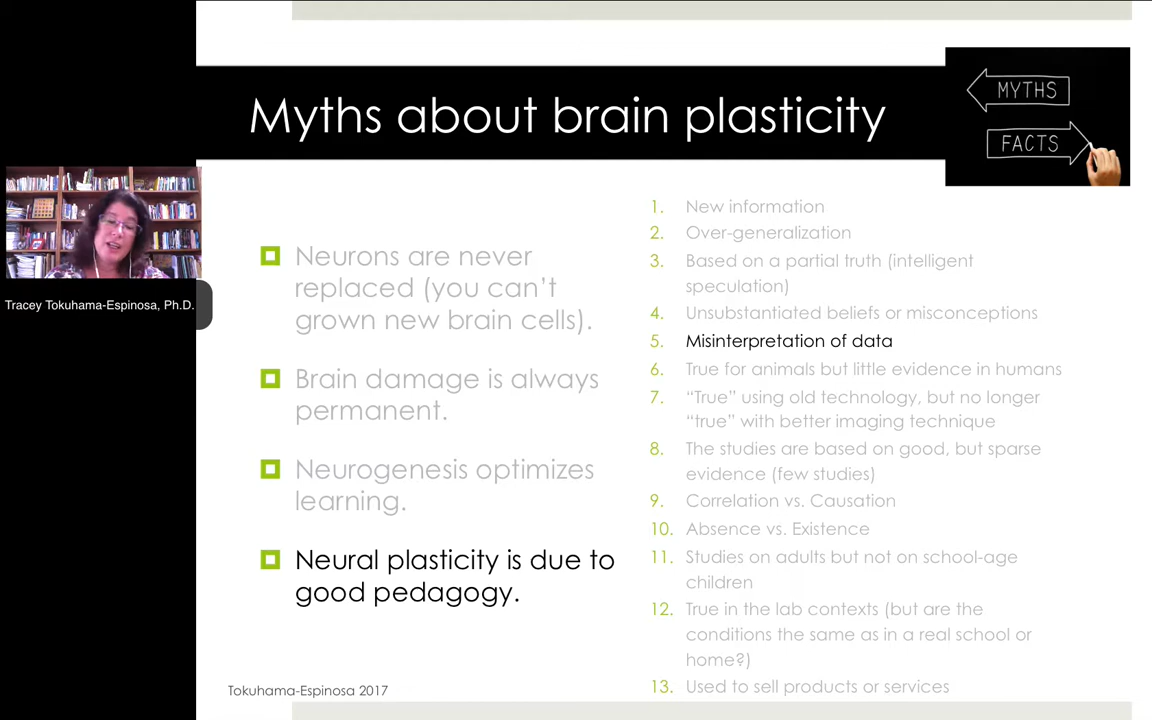 Myths about brain plasticity
MYTHS
FACTS
Tracey Tokuhama-Espinosa, Ph.D.
Neurons are never
replaced (you can't
grown new brain cells).
Brain damage is always
permanent.
Neurogenesis optimizes
learning.
Neural plasticity is due to
good pedagogy.
1. New information
2. Over-generalization
3. Based on a partial truth (intelligent
speculation)
4. Unsubstantiated beliefs or misconceptions
5. Misinterpretation of data
6. True for animals but little evidence in humans
7. “True” using old technology, but no longer
“true” with better imaging technique
8. The studies are based on good, but sparse
evidence (few studies)
9. Correlation vs. Causation
10. Absence vs. Existence
11. Studies on adults but not on school-age
children
12. True in the lab contexts (but are the
conditions the same as in a real school or
home?)
13. Used to sell products or services
Tokuhama-Espinosa 2017